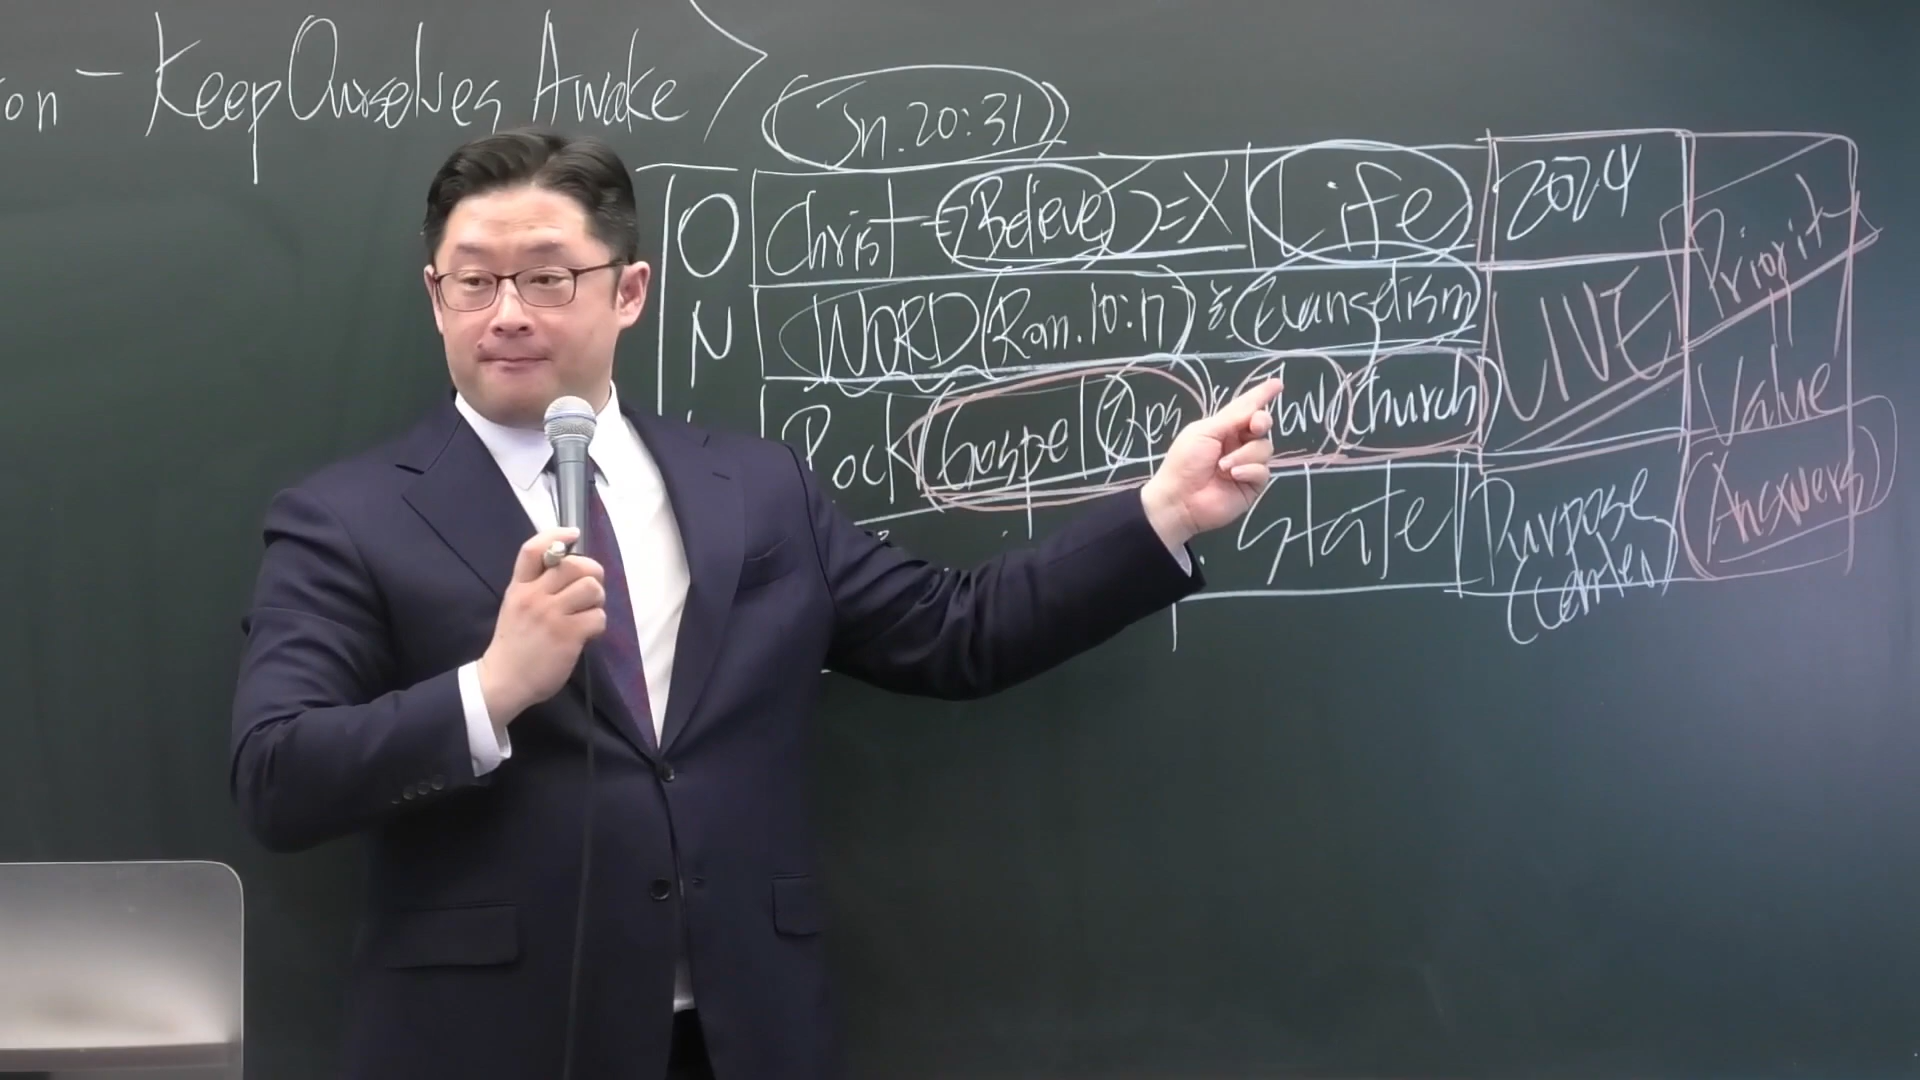 on - Keep Ourselves Awake >
(Jn. 20:31)
O Christ - Believe = X Life 2024 Priority
N WORD (Rom. 10:17) Evangelism LIVE Value
Gospel Church (Answers)
State Purpose
(Center)